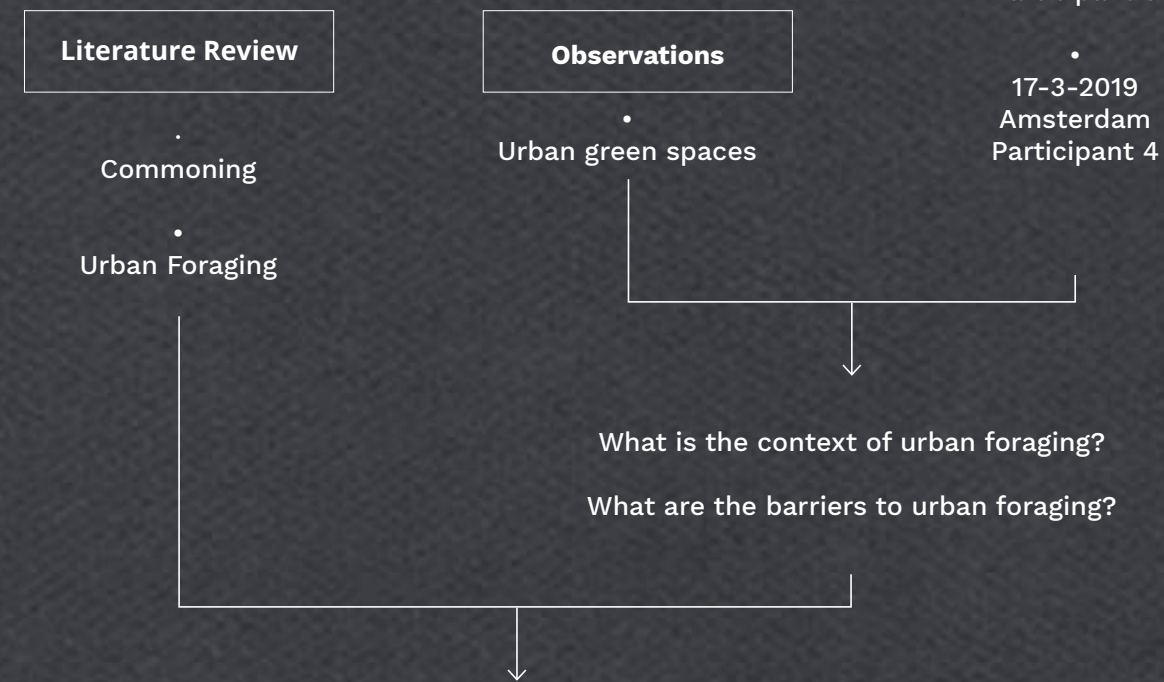 Literature Review
Commoning
Urban Foraging
Observations
Urban green spaces
17-3-2019
Amsterdam
Participant 4
What is the context of urban foraging?
What are the barriers to urban foraging?